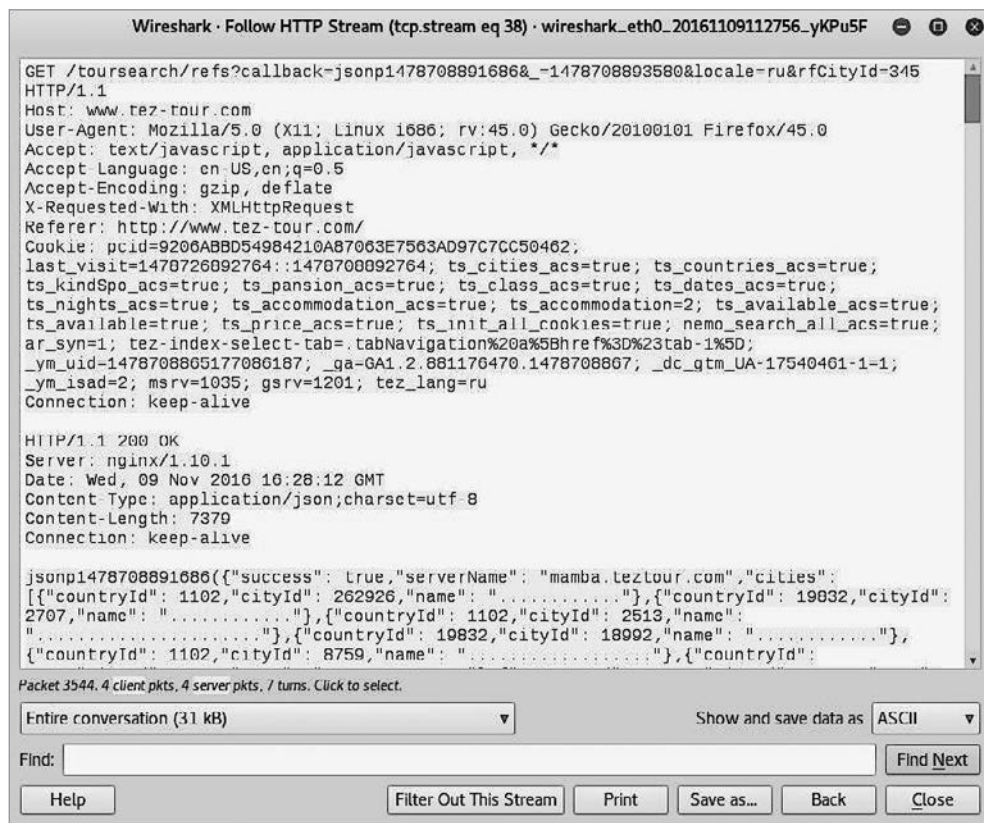 Wireshark · Follow HTTP Stream (tcp.stream eq 38) · wireshark_eth0_20161109112756_yKPu5F
GET /toursearch/refs?callback=jsonp1478708891686&_=1478708893580&locale=ru&rfCityId=345
HTTP/1.1
Host: www.tez-tour.com
User-Agent: Mozilla/5.0 (X11; Linux i686; rv:45.0) Gecko/20100101 Firefox/45.0
Accept: text/javascript, application/javascript, */*
Accept-Language: en-US,en;q=0.5
Accept-Encoding: gzip, deflate
X-Requested-With: XMLHttpRequest
Referer: http://www.tez-tour.com/
Cookie: pcid=9206ABBD54984210A87063E7563AD97C7CC50462;
last_visit=1478726892764::1478708892764; ts_cities_acs=true; ts_countries_acs=true;
ts_kindSpo_acs=true; ts_pansion_acs=true; ts_class_acs=true; ts_dates_acs=true;
ts_nights_acs=true; ts_accommodation_acs=true; ts_accommodation=2; ts_available_acs=true;
ts_available=true; ts_price_acs=true; ts_init_all_cookies=true; nemo_search_all_acs=true;
ar_syn=1; tez-index-select-tab=.tabNavigation%20a%5Bhref%3D%23tab-1%5D;
_ym_uid=1478708865177086187; _ga=GA1.2.881176470.1478708867; _dc_gtm_UA-17540461-1=1;
_ym_isad=2; msrv=1035; gsrv=1201; tez_lang=ru
Connection: keep-alive
HTTP/1.1 200 OK
Server: nginx/1.10.1
Date: Wed, 09 Nov 2016 16:28:12 GMT
Content-Type: application/json;charset=utf-8
Content-Length: 7379
Connection: keep-alive
jsonp1478708891686({"success": true,"serverName": "mamba.teztour.com","cities":
[{"countryId": 1102,"cityId": 262926,"name": "............"},{"countryId": 19832,"cityId":
2707,"name": "............"},{"countryId": 1102,"cityId": 2513,"name":
"......................"},{"countryId": 19832,"cityId": 18992,"name": "............"},
{"countryId": 1102,"cityId": 8759,"name": ".................."},{"countryId":
Packet 3544. 4 client pkts, 4 server pkts, 7 turns. Click to select.
Entire conversation (31 kB)
Show and save data as ASCII
Find:
Find Next
Help
Filter Out This Stream
Print
Save as...
Back
Close